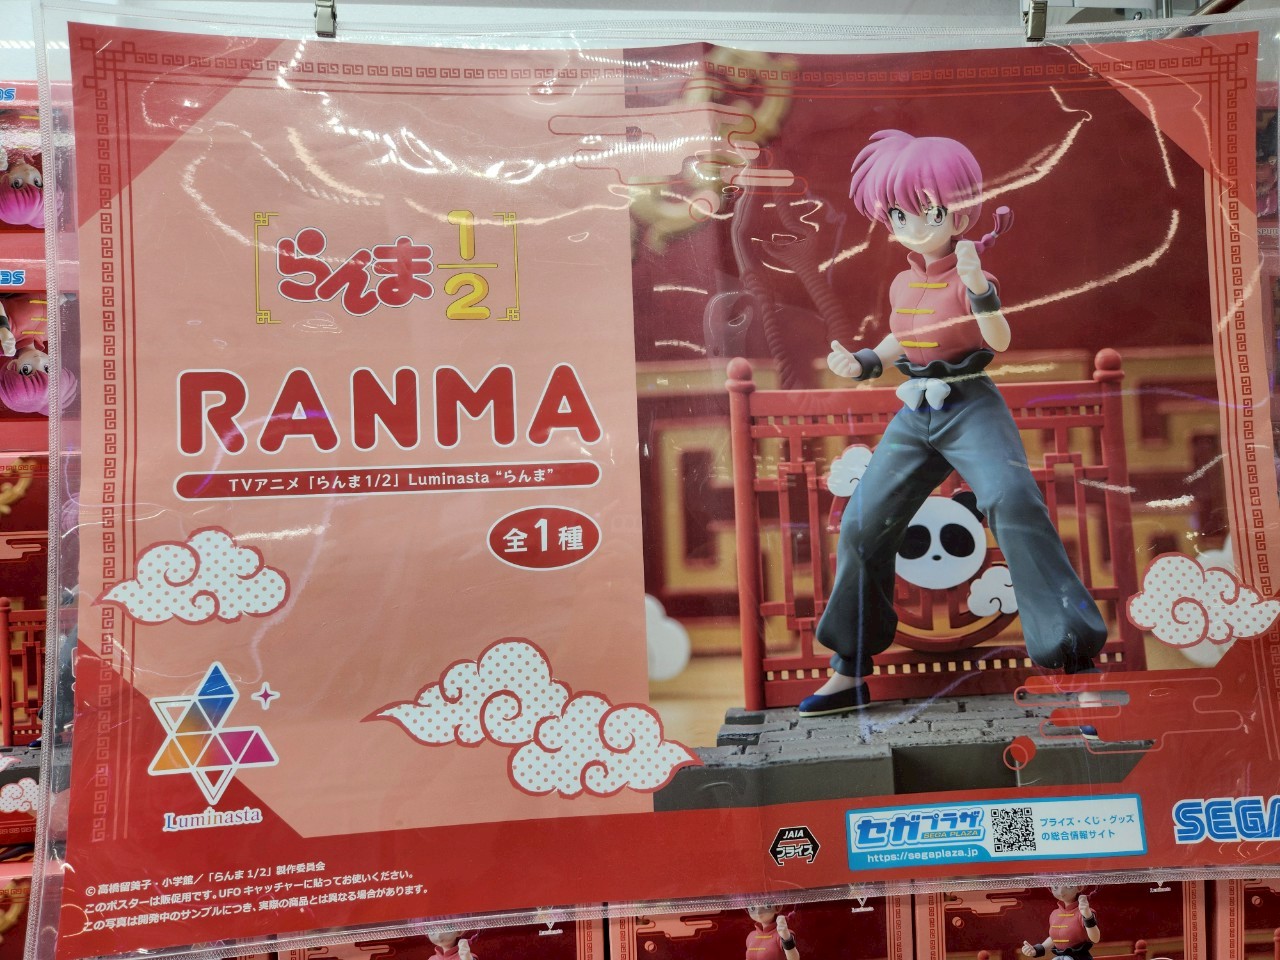 らんま1/2
RANMA
TVアニメ「らんま1/2」Luminasta “らんま”
全1種
Luminasta
© 高橋留美子・小学館／「らんま 1/2」製作委員会
このポスターは販促用です。UFO キャッチャーに貼ってお使いください。
この写真は開発中のサンプルにつき、実際の商品とは異なる場合があります。
JAIA
プライズ
セガプラザ
SEGA PLAZA
https://segaplaza.jp
プライズ・くじ・グッズ
の総合情報サイト
SEGA